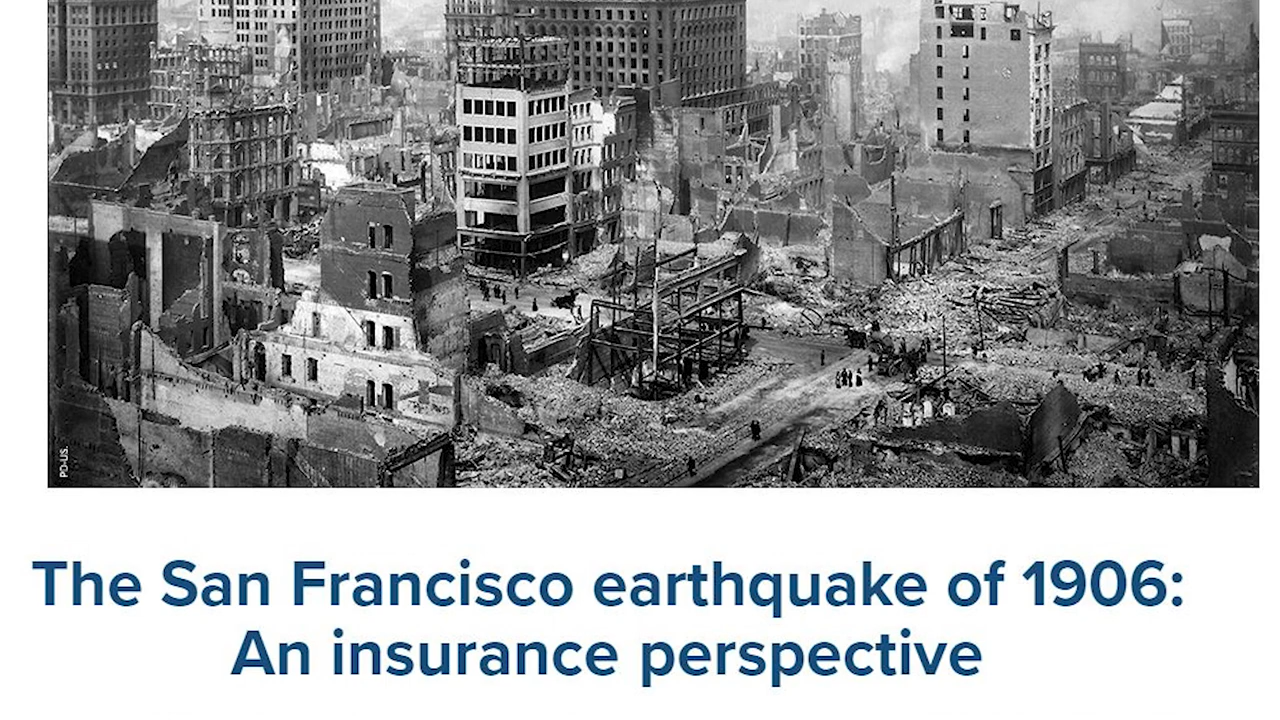 PD-US.
The San Francisco earthquake of 1906:
An insurance perspective